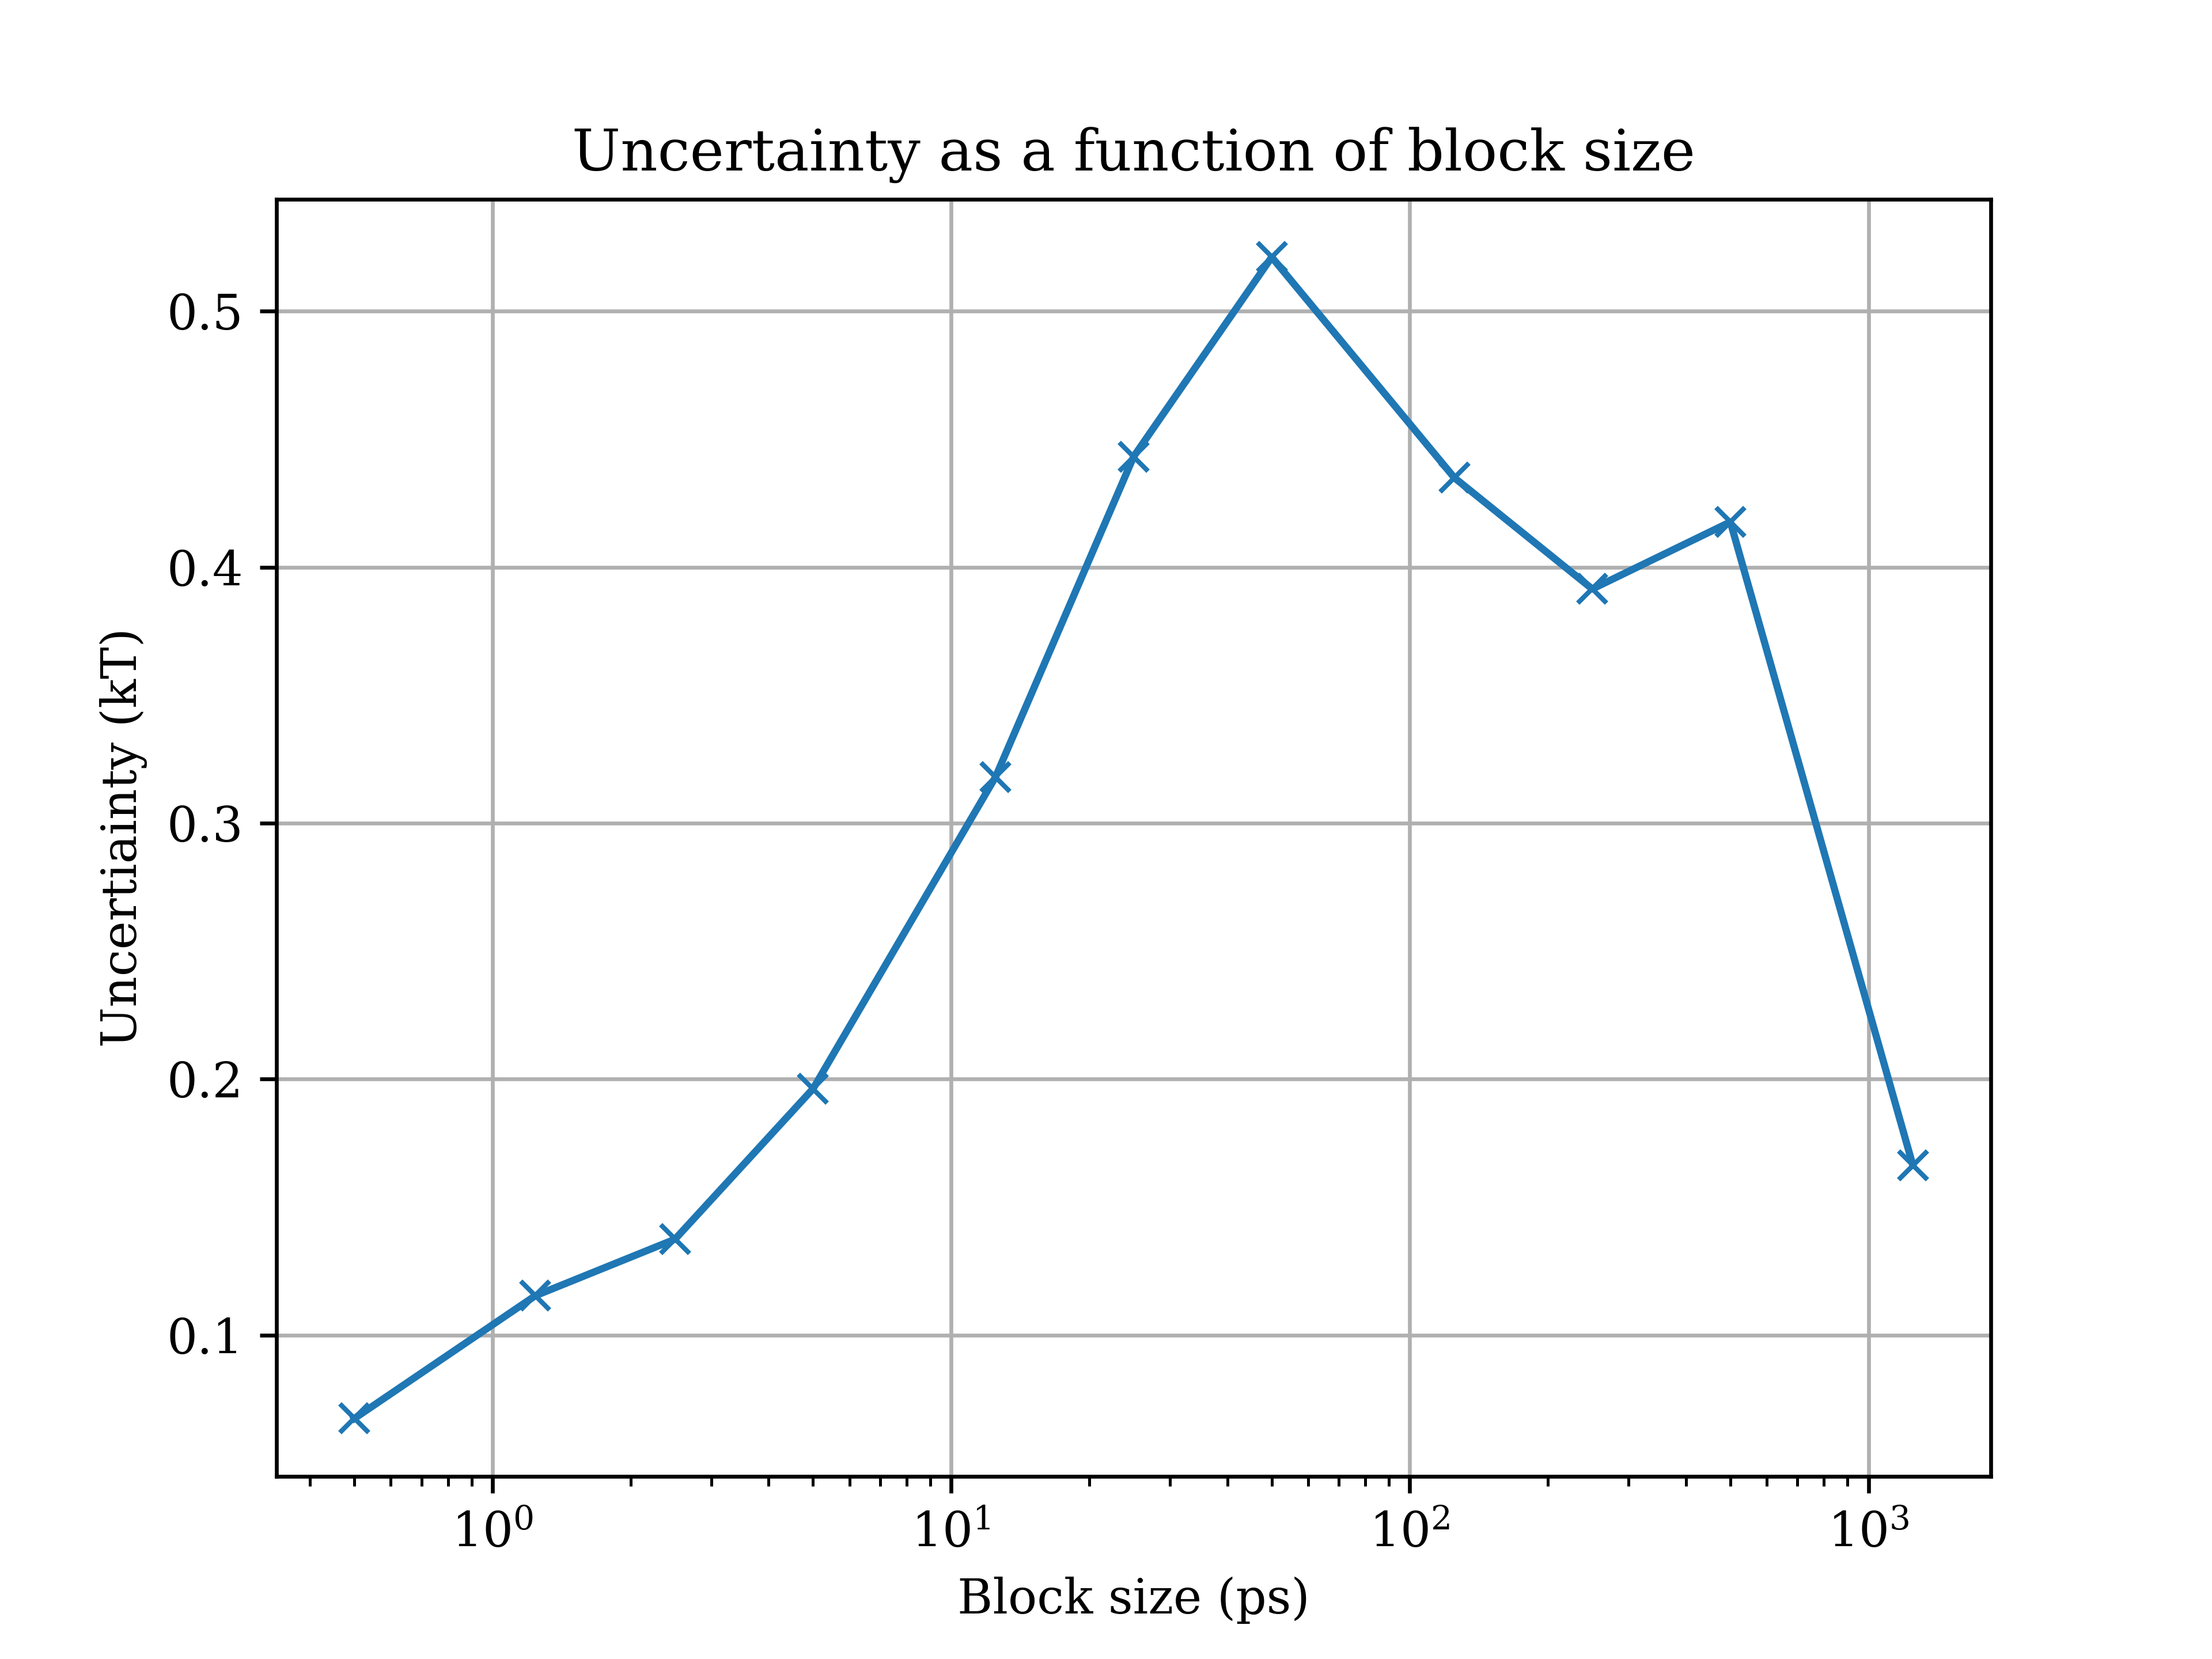 Uncertainty as a function of block size
0.5
0.4
0.3
0.2
0.1
Uncertiainty (kT)
10⁰ 10¹ 10² 10³
Block size (ps)